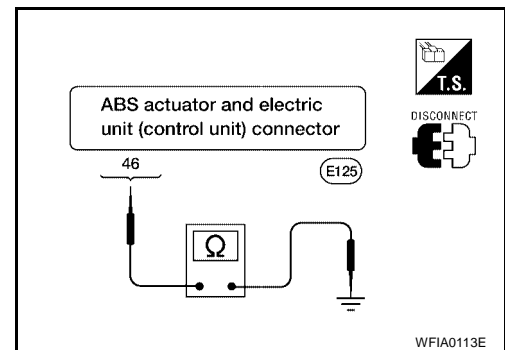 T.S.
DISCONNECT
ABS actuator and electric
unit (control unit) connector
46
E125
Ω
WFIA0113E